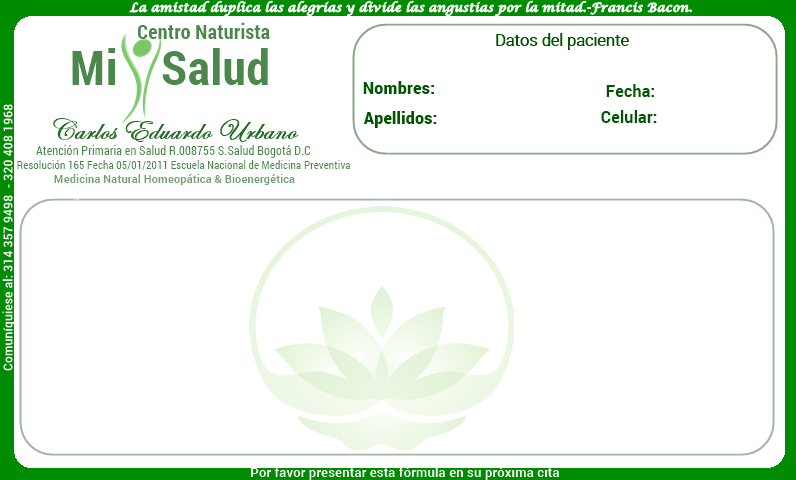 La amistad duplica las alegrías y divide las angustias por la mitad.-Francis Bacon.
Centro Naturista
Mi Salud
Carlos Eduardo Urbano
Atención Primaria en Salud R.008755 S.Salud Bogotá D.C
Resolución 165 Fecha 05/01/2011 Escuela Nacional de Medicina Preventiva
Medicina Natural Homeopática & Bioenergética
Datos del paciente
Nombres:
Fecha:
Apellidos:
Celular:
Comuníquiese al: 314 357 9498 - 320 408 1968
Por favor presentar esta fórmula en su próxima cita